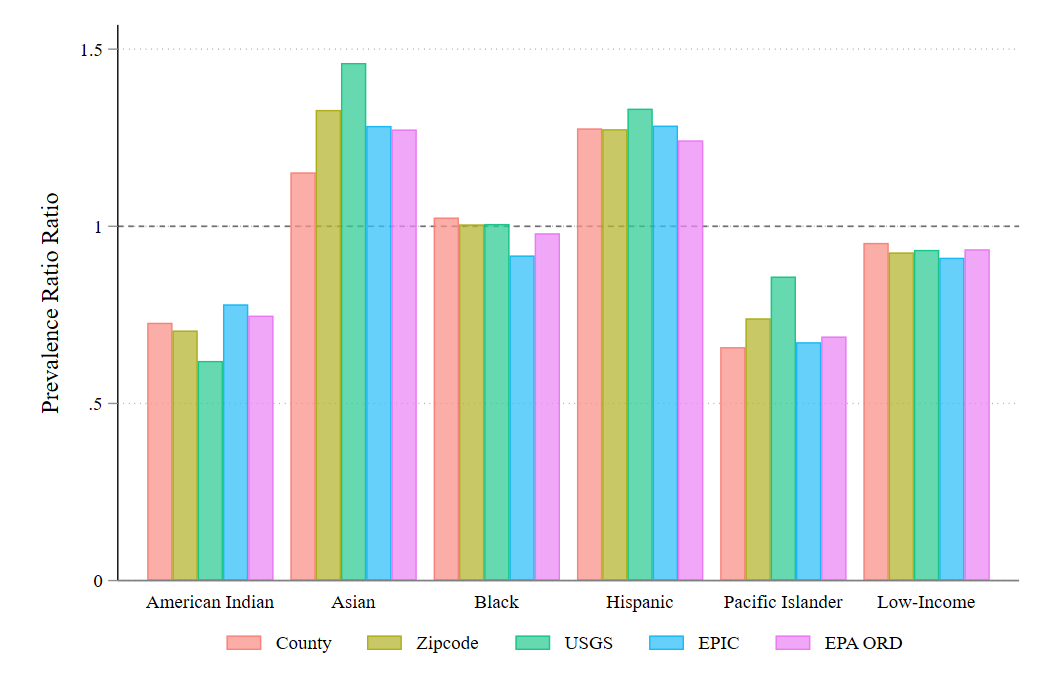 Prevalence Ratio Ratio
1.5
1
.5
0
American Indian Asian Black Hispanic Pacific Islander Low-Income
County Zipcode USGS EPIC EPA ORD